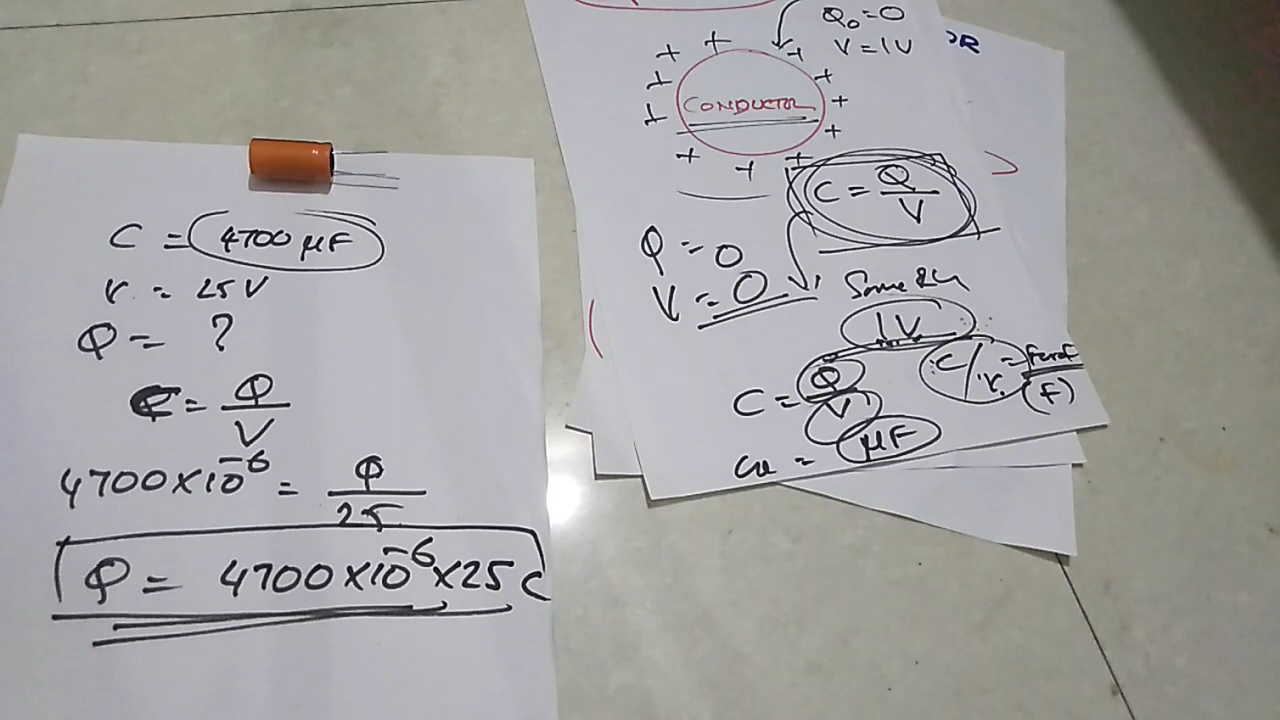 C = 4700 μF
V = 25V
Q = ?
C = Q/V
4700×10⁻⁶ = Q/25
Q = 4700×10⁻⁶×25 C
Q₀=0
V=1V
OR
+ + + + + + + + + + + +
CONDUCTOR
C = Q/V
Q = 0
V = 0
1V
C = Q/V
C/V. = Farad (F)
μF